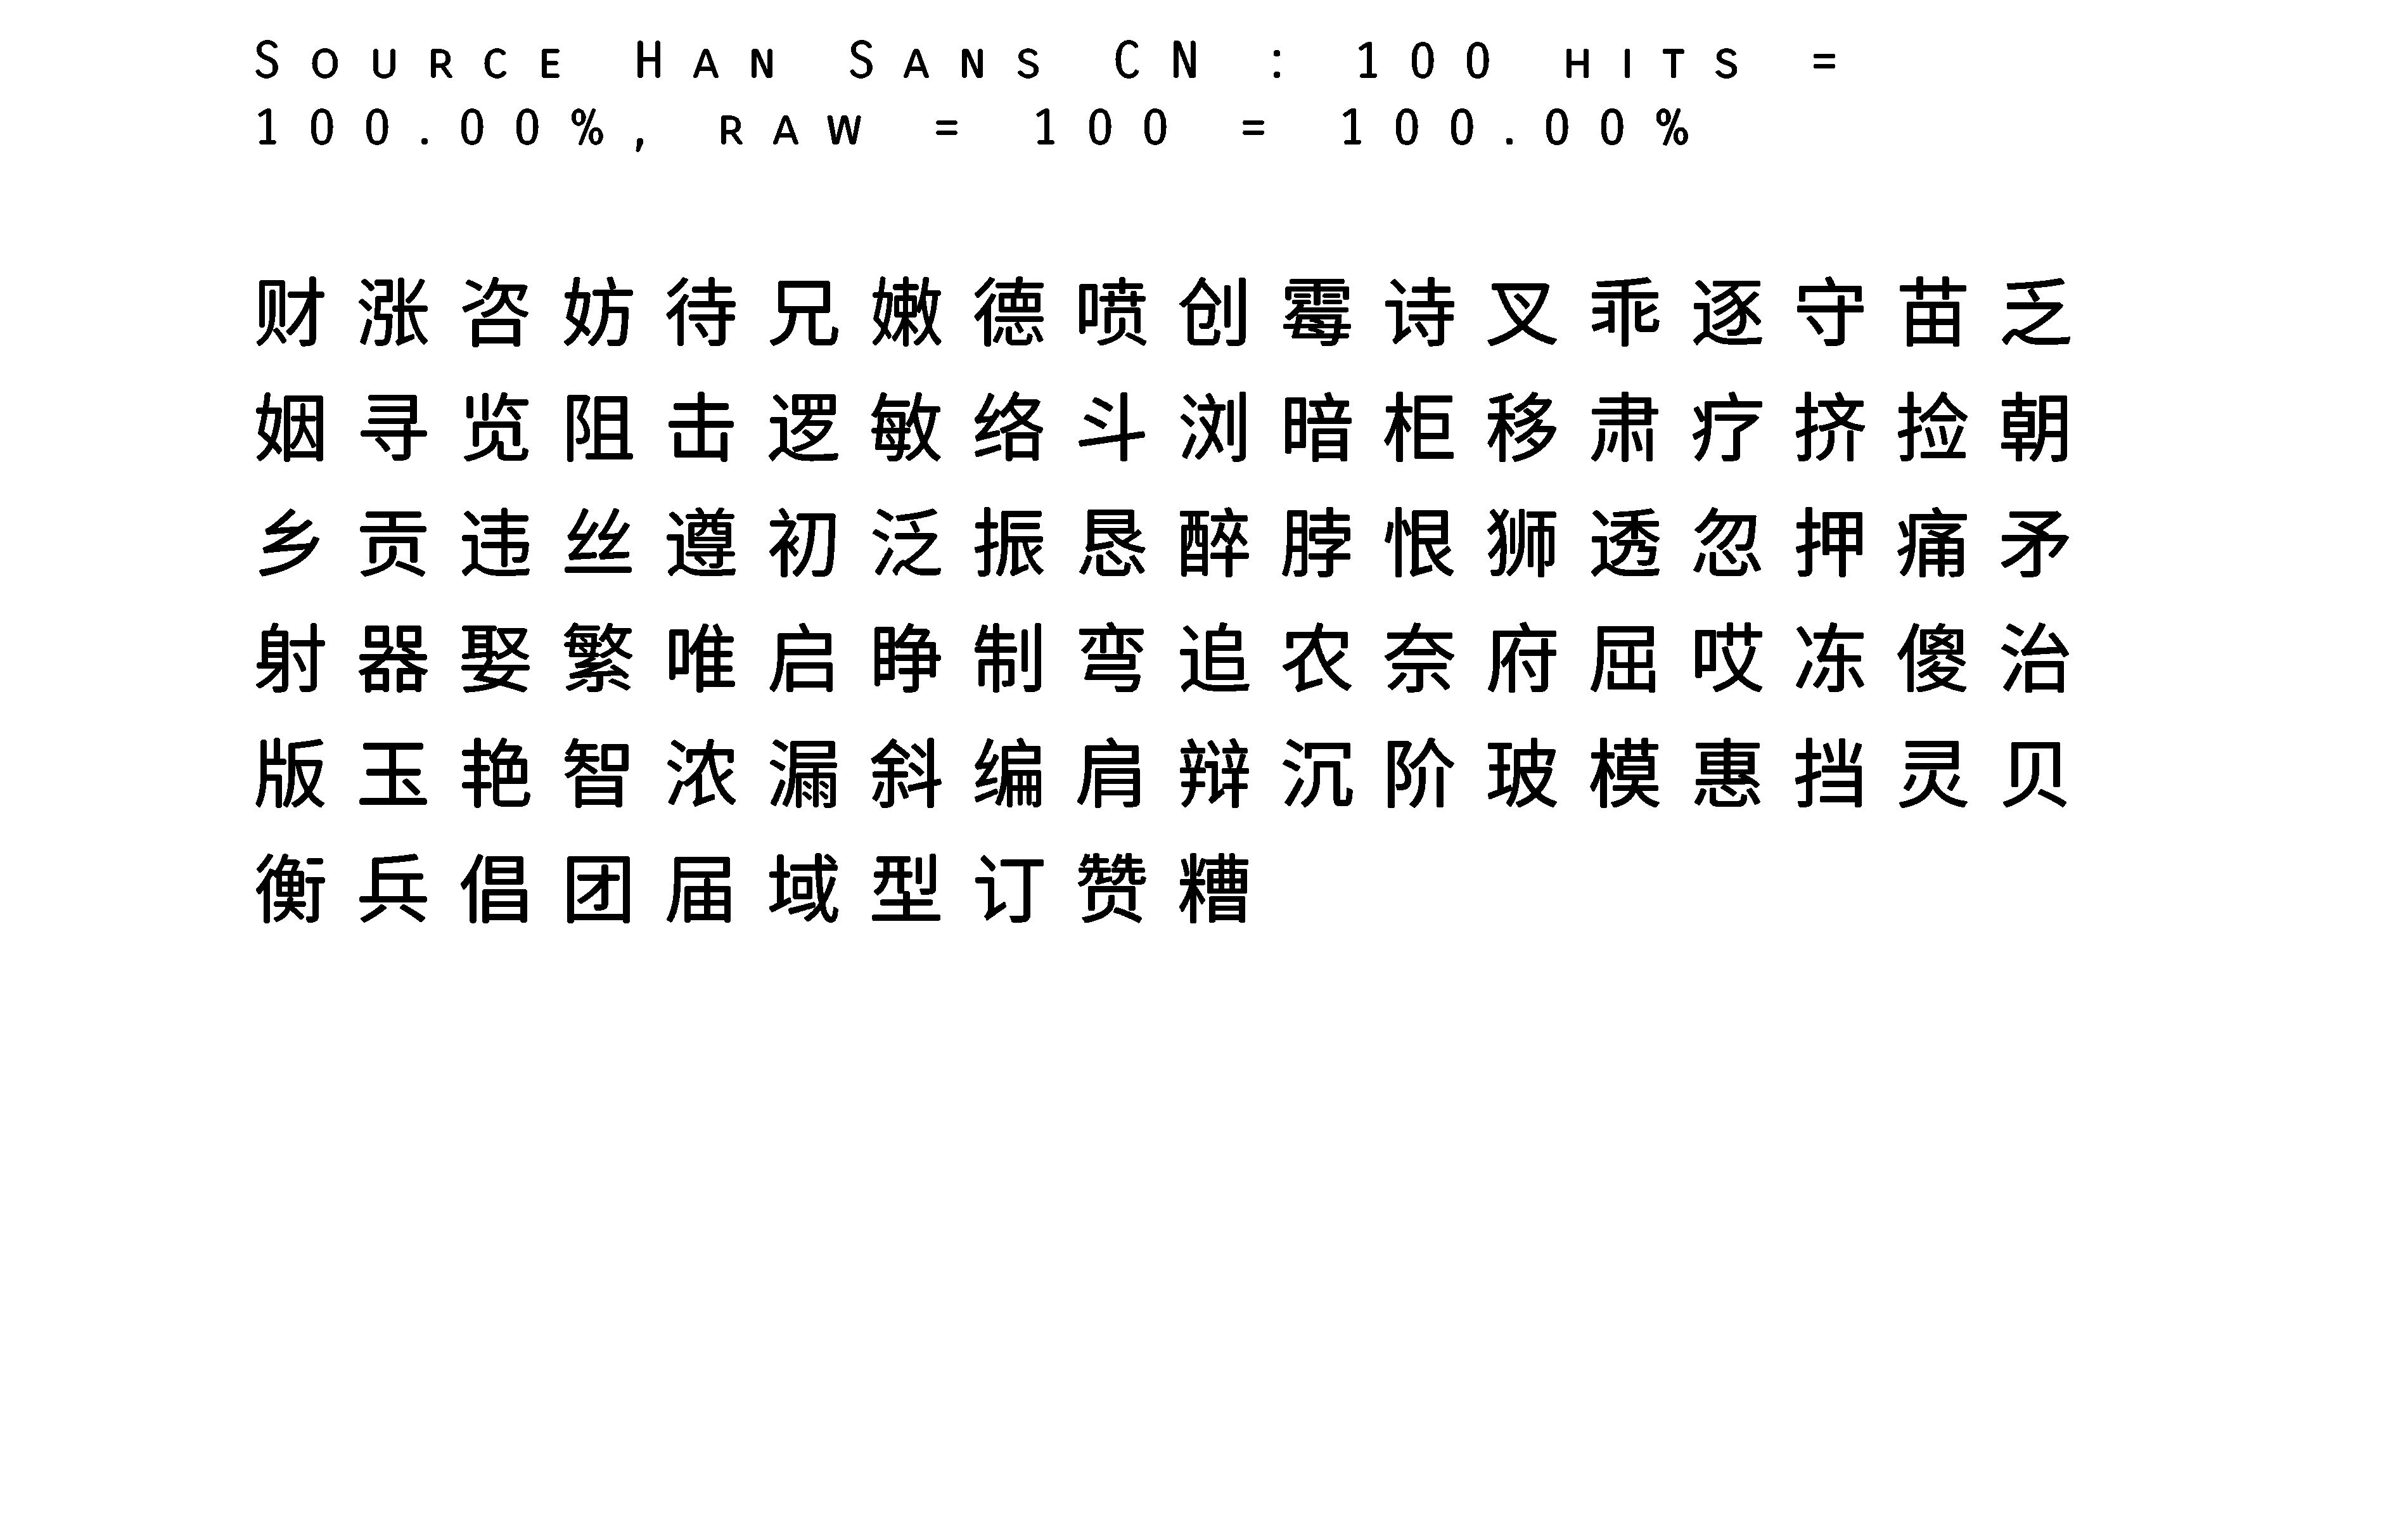 Source Han Sans CN : 100 hits =
100.00%, raw = 100 = 100.00%
财涨咨妨待兄嫩德喷创霉诗叉乖逐守苗乏
姻寻览阻击逻敏络斗浏暗柜移肃疗挤捡朝
乡贡违丝遵初泛振恳醉脖恨狮透忽押痛矛
射器娶繁唯启睁制弯追农奈府屈哎冻傻治
版玉艳智浓漏斜编肩辩沉阶玻模惠挡灵贝
衡兵倡团届域型订赞糟